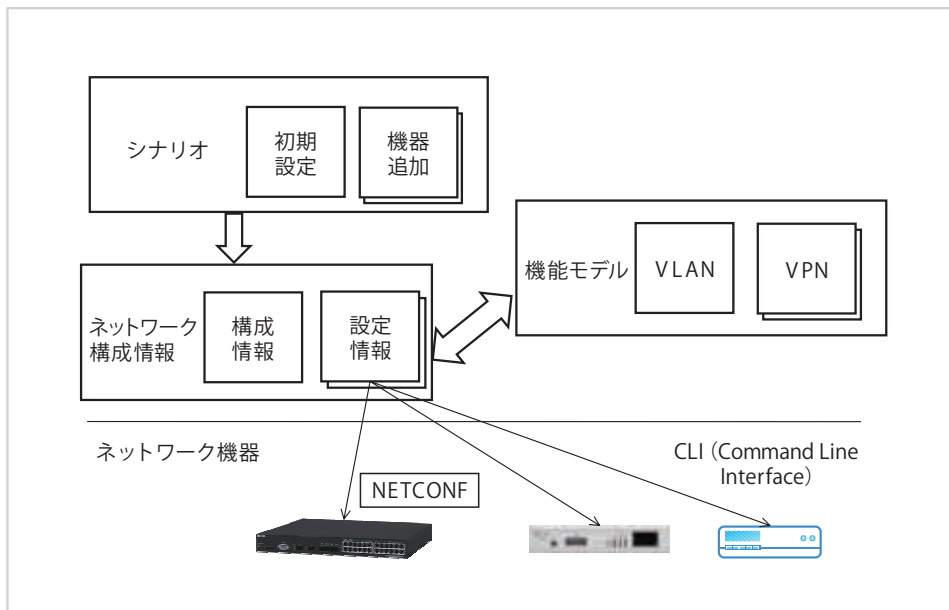 シナリオ
初期
設定
機器
追加
機能モデル
VLAN
VPN
ネットワーク
構成情報
構成
情報
設定
情報
ネットワーク機器
CLI(Command Line
Interface)
NETCONF